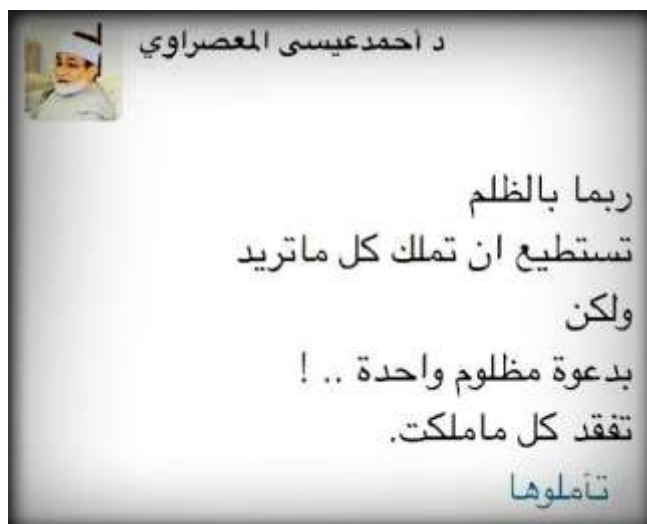 د أحمدعيسى المعصراوي
ربما بالظلم
تستطيع ان تملك كل ماتريد
ولكن
بدعوة مظلوم واحدة .. !
تفقد كل ماملكت.
تأملوها